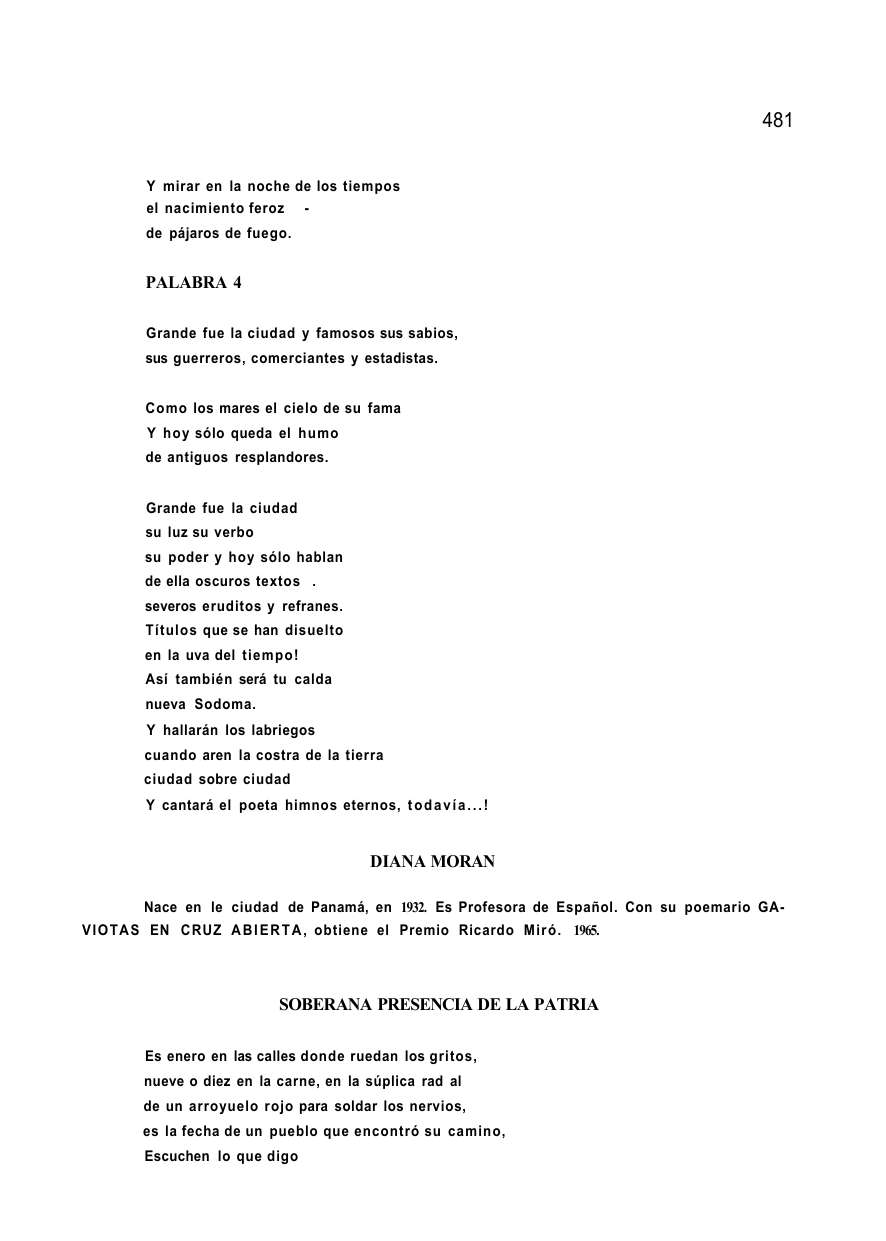 481
Y mirar en la noche de los tiempos
el nacimiento feroz -
de pájaros de fuego.
PALABRA 4
Grande fue la ciudad y famosos sus sabios,
sus guerreros, comerciantes y estadistas.
Como los mares el cielo de su fama
Y hoy sólo queda el humo
de antiguos resplandores.
Grande fue la ciudad
su luz su verbo
su poder y hoy sólo hablan
de ella oscuros textos .
severos eruditos y refranes.
Títulos que se han disuelto
en la uva del tiempo!
Así también será tu calda
nueva Sodoma.
Y hallarán los labriegos
cuando aren la costra de la tierra
ciudad sobre ciudad
Y cantará el poeta himnos eternos, todavía...!
DIANA MORAN
Nace en le ciudad de Panamá, en 1932. Es Profesora de Español. Con su poemario GA-
VIOTAS EN CRUZ ABIERTA, obtiene el Premio Ricardo Miró. 1965.
SOBERANA PRESENCIA DE LA PATRIA
Es enero en las calles donde ruedan los gritos,
nueve o diez en la carne, en la súplica rad al
de un arroyuelo rojo para soldar los nervios,
es la fecha de un pueblo que encontró su camino,
Escuchen lo que digo